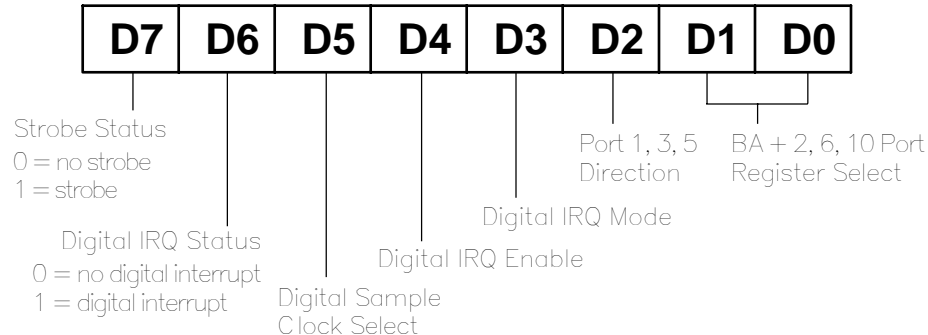 D7 D6 D5 D4 D3 D2 D1 D0
Strobe Status
0 = no strobe
1 = strobe
Port 1, 3, 5
Direction
BA + 2, 6, 10 Port
Register Select
Digital IRQ Mode
Digital IRQ Status
0 = no digital interrupt
1 = digital interrupt
Digital IRQ Enable
Digital Sample
Clock Select